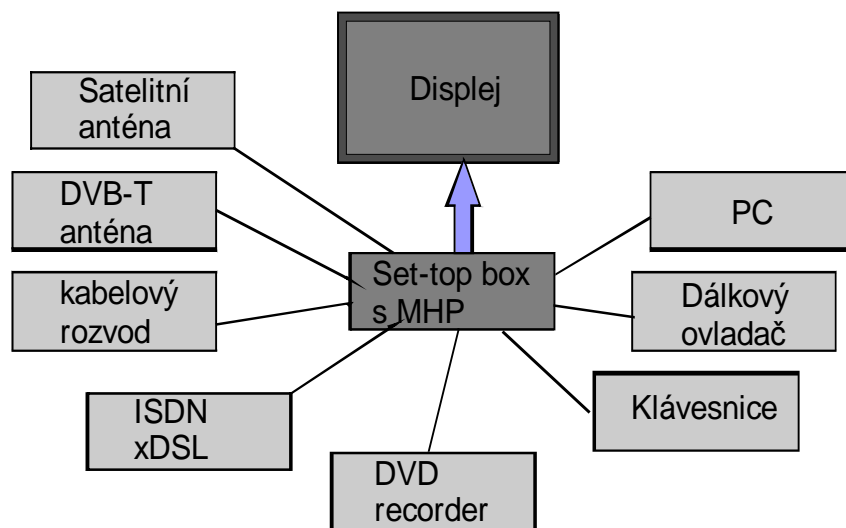 Displej
Satelitní
anténa
DVB-T
anténa
PC
Set-top box
s MHP
kabelový
rozvod
Dálkový
ovladač
ISDN
xDSL
Klávesnice
DVD
recorder